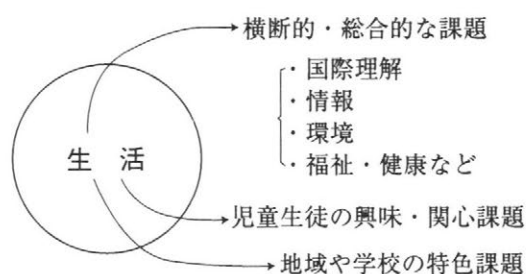 横断的・総合的な課題
・国際理解
・情報
・環境
・福祉・健康など
生活
児童生徒の興味・関心課題
地域や学校の特色課題